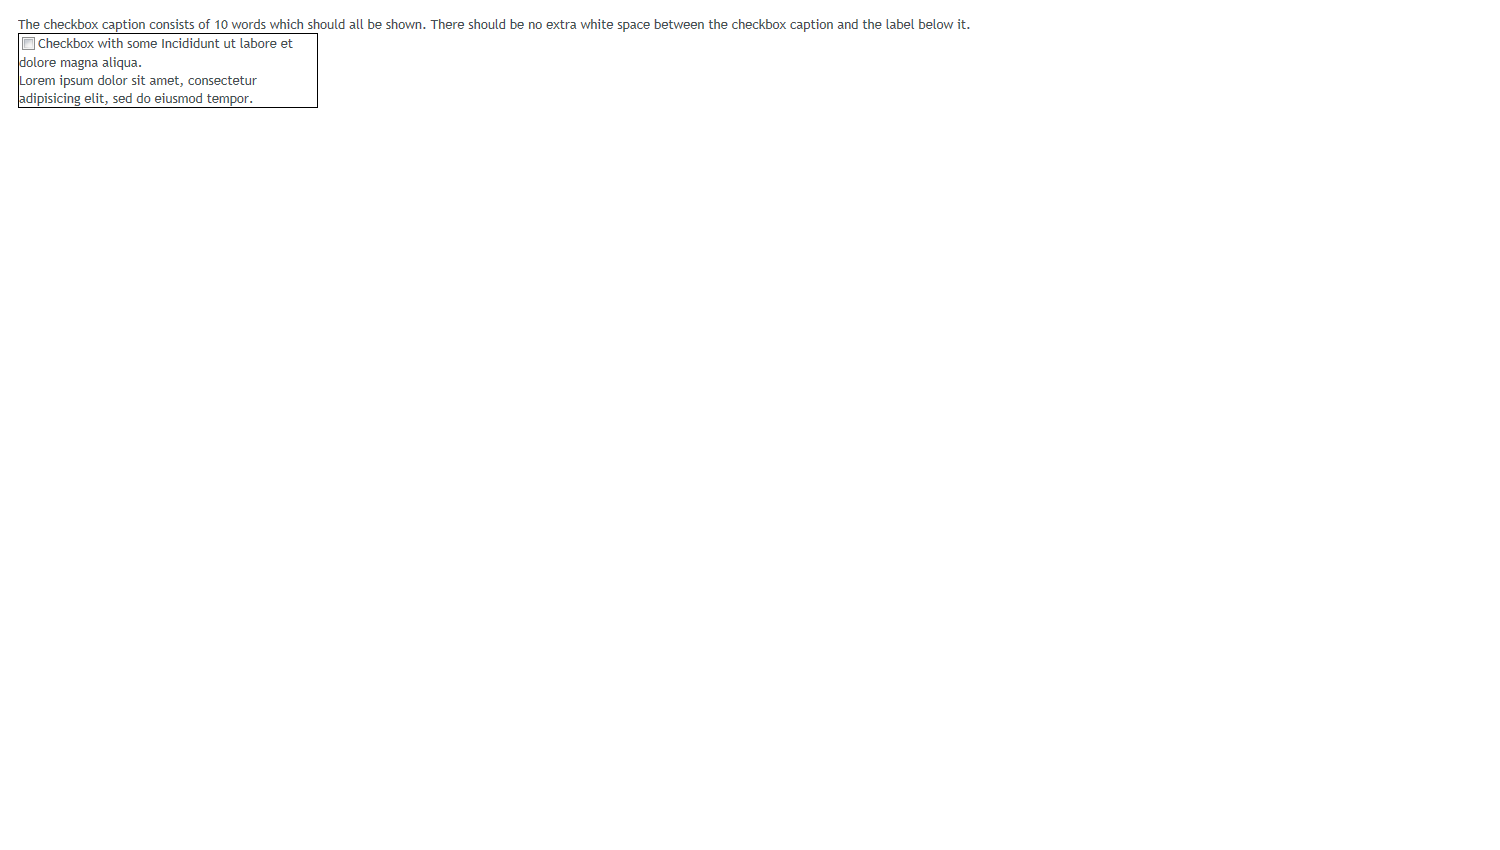 The checkbox caption consists of 10 words which should all be shown. There should be no extra white space between the checkbox caption and the label below it.
Checkbox with some Incididunt ut labore et
dolore magna aliqua.
Lorem ipsum dolor sit amet, consectetur
adipisicing elit, sed do eiusmod tempor.